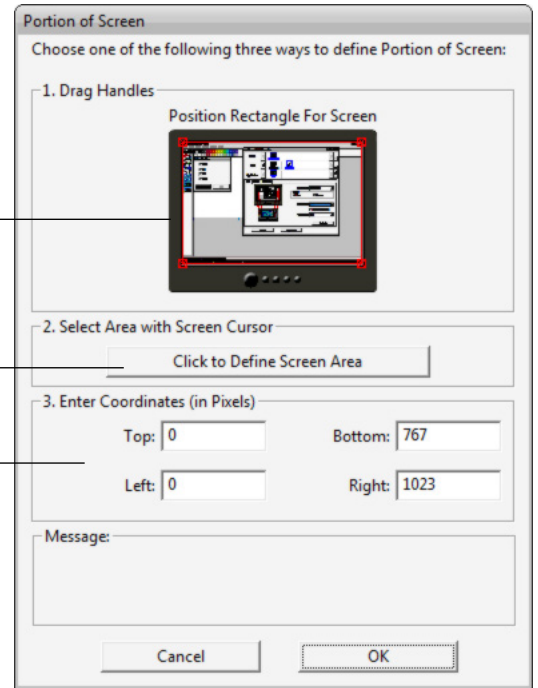 Portion of Screen
Choose one of the following three ways to define Portion of Screen:
1. Drag Handles
Position Rectangle For Screen
2. Select Area with Screen Cursor
Click to Define Screen Area
3. Enter Coordinates (in Pixels)
Top: 0 Bottom: 767
Left: 0 Right: 1023
Message:
Cancel OK